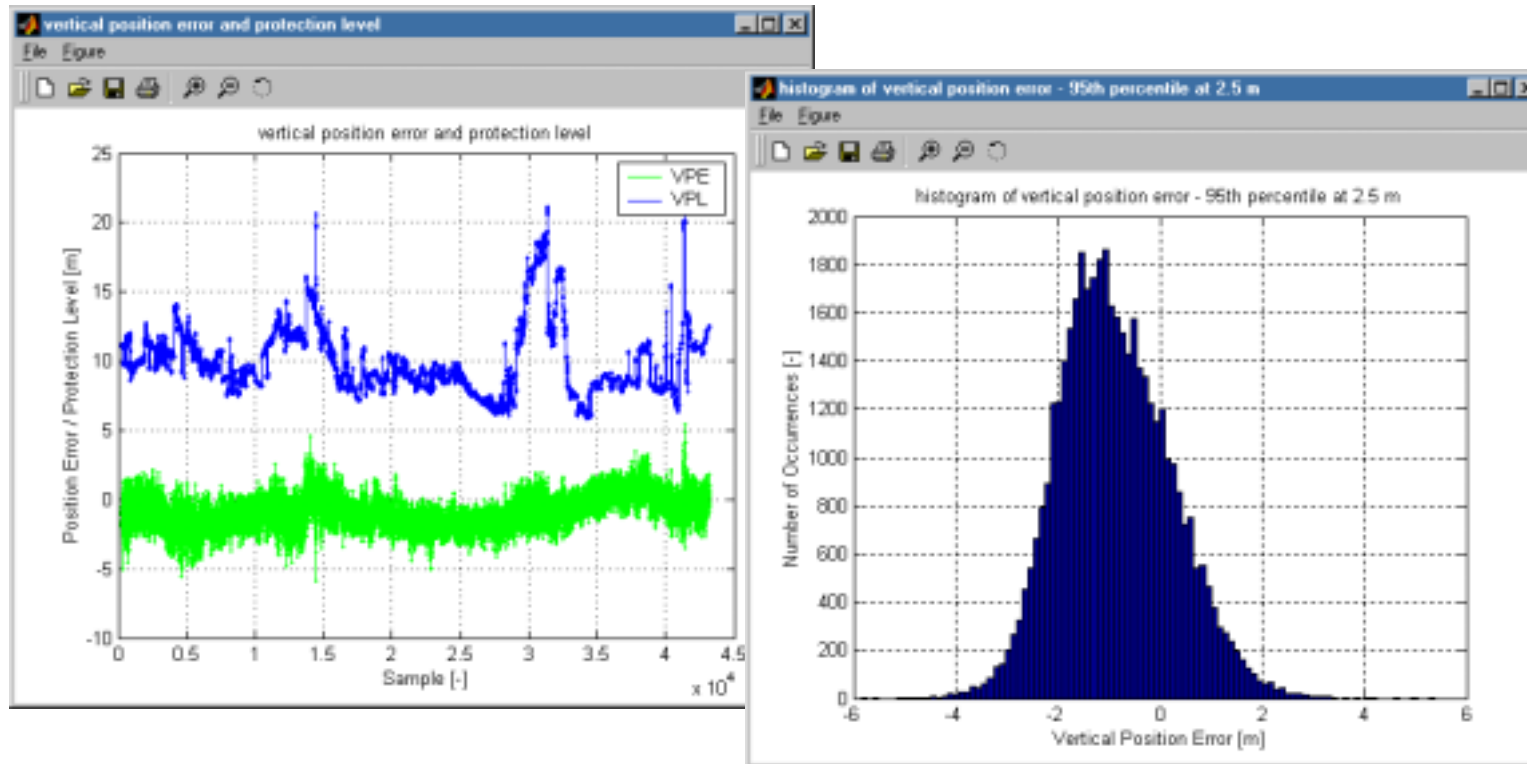 vertical position error and protection level
File Figure
vertical position error and protection level
25
20
15
10
5
0
-5
-10
Position Error / Protection Level [m]
VPE
VPL
0 0.5 1 1.5 2 2.5 3 3.5 4 4.5
Sample [-]
x 10^4
histogram of vertical position error - 95th percentile at 2.5 m
File Figure
histogram of vertical position error - 95th percentile at 2.5 m
2000
1800
1600
1400
1200
1000
800
600
400
200
0
Number of Occurrences [-]
-6 -4 -2 0 2 4 6
Vertical Position Error [m]